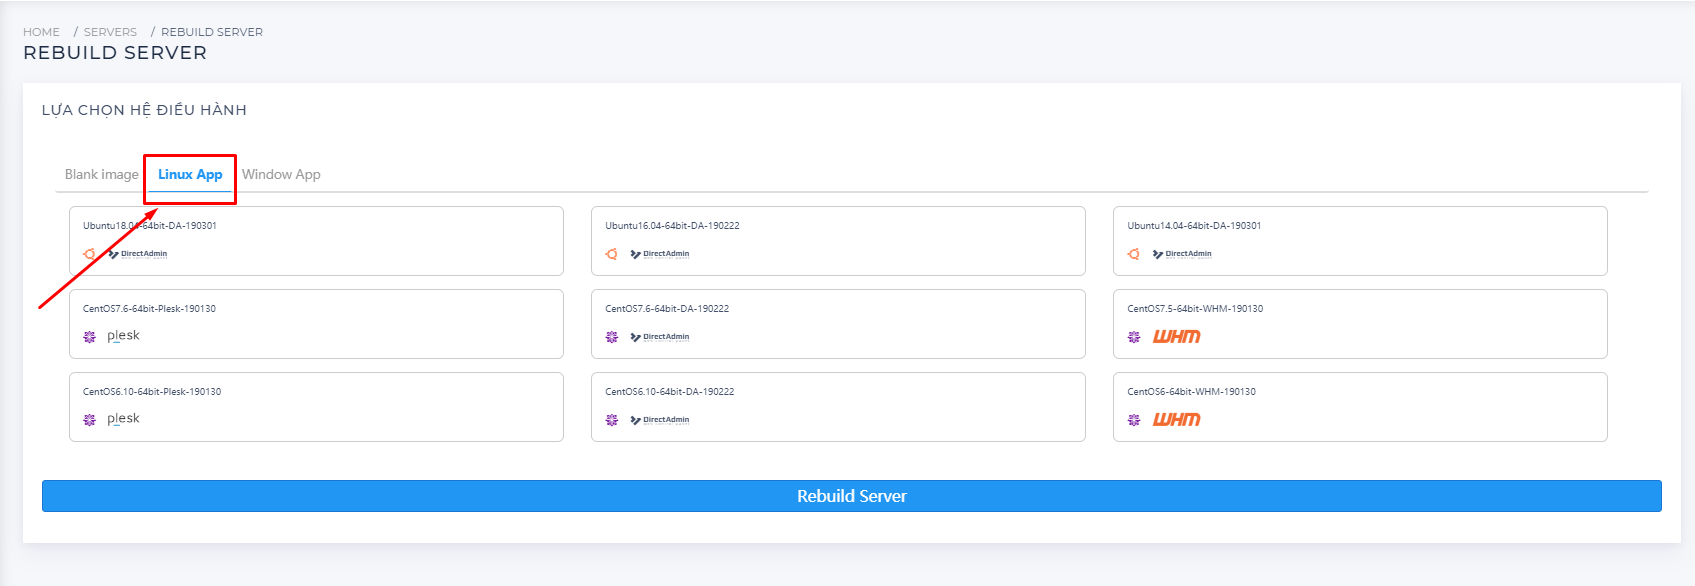 HOME / SERVERS / REBUILD SERVER
REBUILD SERVER
LỰA CHỌN HỆ ĐIỀU HÀNH
Blank image Linux App Window App
Ubuntu18.04-64bit-DA-190301
DirectAdmin
Ubuntu16.04-64bit-DA-190222
DirectAdmin
Ubuntu14.04-64bit-DA-190301
DirectAdmin
CentOS7.6-64bit-Plesk-190130
plesk
CentOS7.6-64bit-DA-190222
DirectAdmin
CentOS7.5-64bit-WHM-190130
WHM
CentOS6.10-64bit-Plesk-190130
plesk
CentOS6.10-64bit-DA-190222
DirectAdmin
CentOS6-64bit-WHM-190130
WHM
Rebuild Server